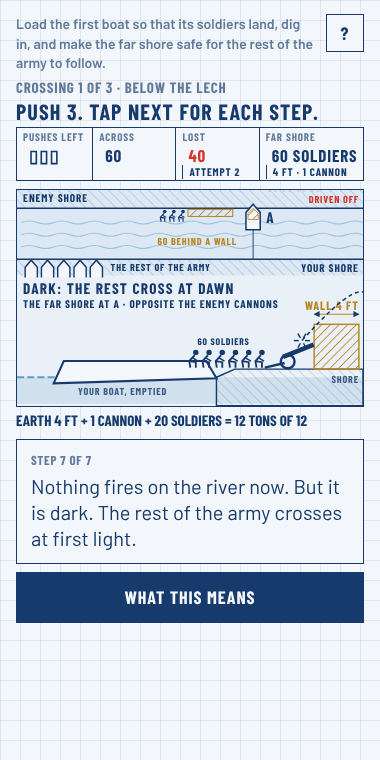 Load the first boat so that its soldiers land, dig
in, and make the far shore safe for the rest of the
army to follow.
?
CROSSING 1 OF 3 · BELOW THE LECH
PUSH 3. TAP NEXT FOR EACH STEP.
PUSHES LEFT
ACROSS
60
LOST
40
ATTEMPT 2
FAR SHORE
60 SOLDIERS
4 FT · 1 CANNON
ENEMY SHORE
DRIVEN OFF
A
60 BEHIND A WALL
THE REST OF THE ARMY
YOUR SHORE
DARK: THE REST CROSS AT DAWN
THE FAR SHORE AT A · OPPOSITE THE ENEMY CANNONS
WALL 4 FT
60 SOLDIERS
SHORE
YOUR BOAT, EMPTIED
EARTH 4 FT + 1 CANNON + 20 SOLDIERS = 12 TONS OF 12
STEP 7 OF 7
Nothing fires on the river now. But it
is dark. The rest of the army crosses
at first light.
WHAT THIS MEANS